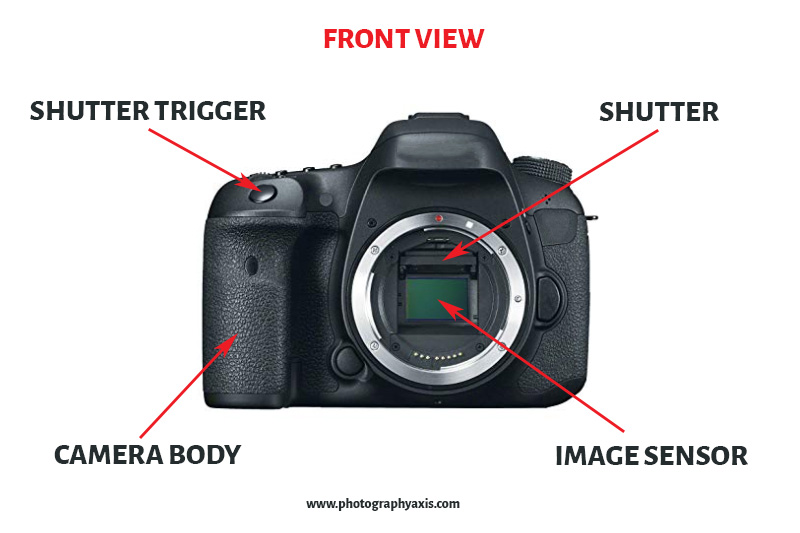 FRONT VIEW
SHUTTER TRIGGER
SHUTTER
CAMERA BODY
IMAGE SENSOR
www.photographyaxis.com